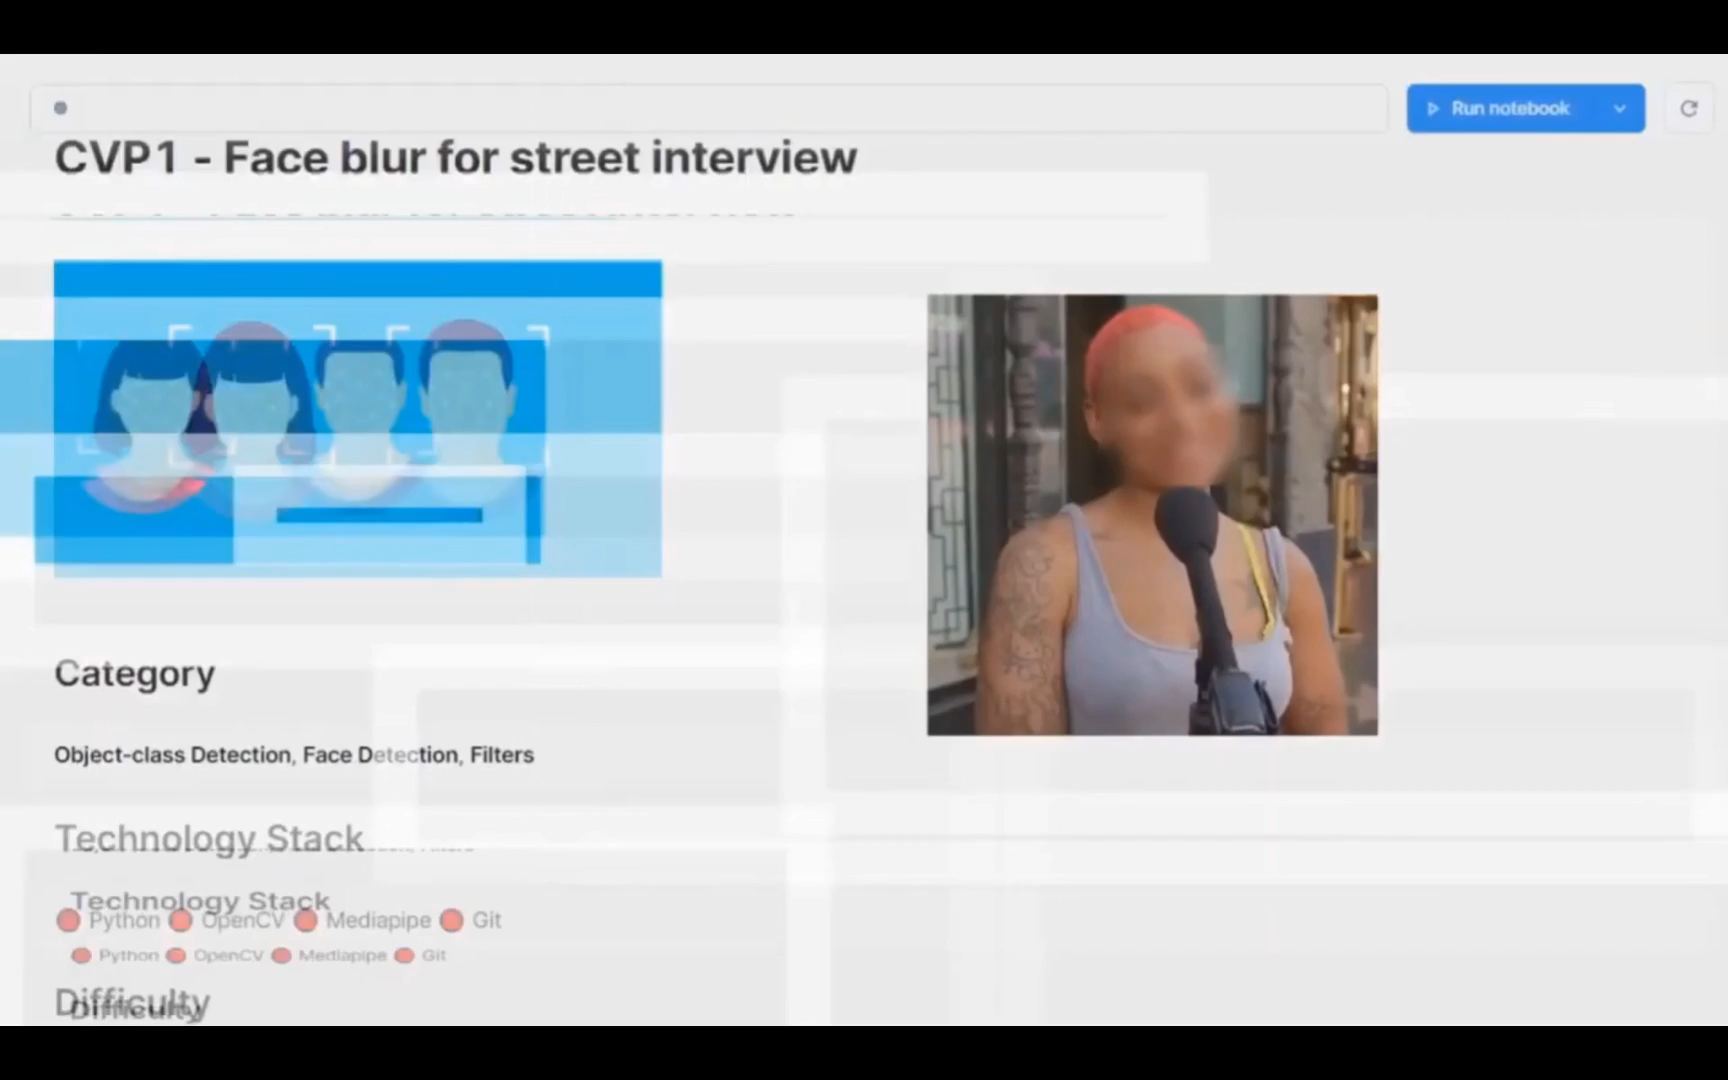 Run notebook
CVP1 - Face blur for street interview
Category
Object-class Detection, Face Detection, Filters
Technology Stack
Technology Stack
Python OpenCV Mediapipe Git
Python OpenCV Mediapipe Git
Difficulty
Difficulty